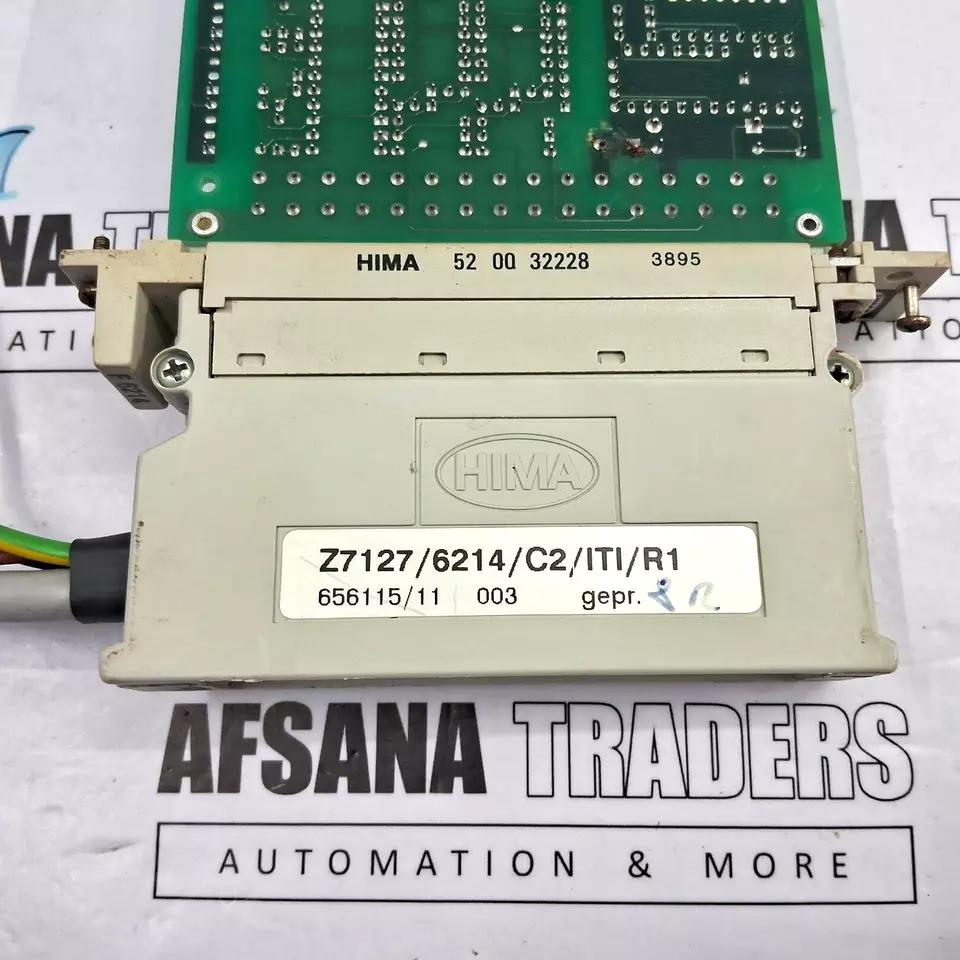 HIMA 52 00 32228 3895
F 6214
HIMA
Z7127/6214/C2/ITI/R1
656115/11 003 gepr.
AFSANA TRADERS
AUTOMATION & MORE